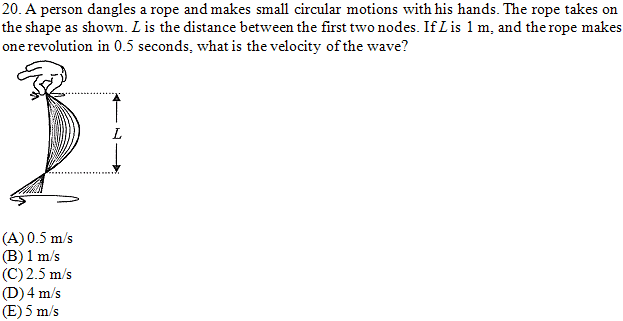 20. A person dangles a rope and makes small circular motions with his hands. The rope takes on
the shape as shown. L is the distance between the first two nodes. If L is 1 m, and the rope makes
one revolution in 0.5 seconds, what is the velocity of the wave?
L
(A) 0.5 m/s
(B) 1 m/s
(C) 2.5 m/s
(D) 4 m/s
(E) 5 m/s